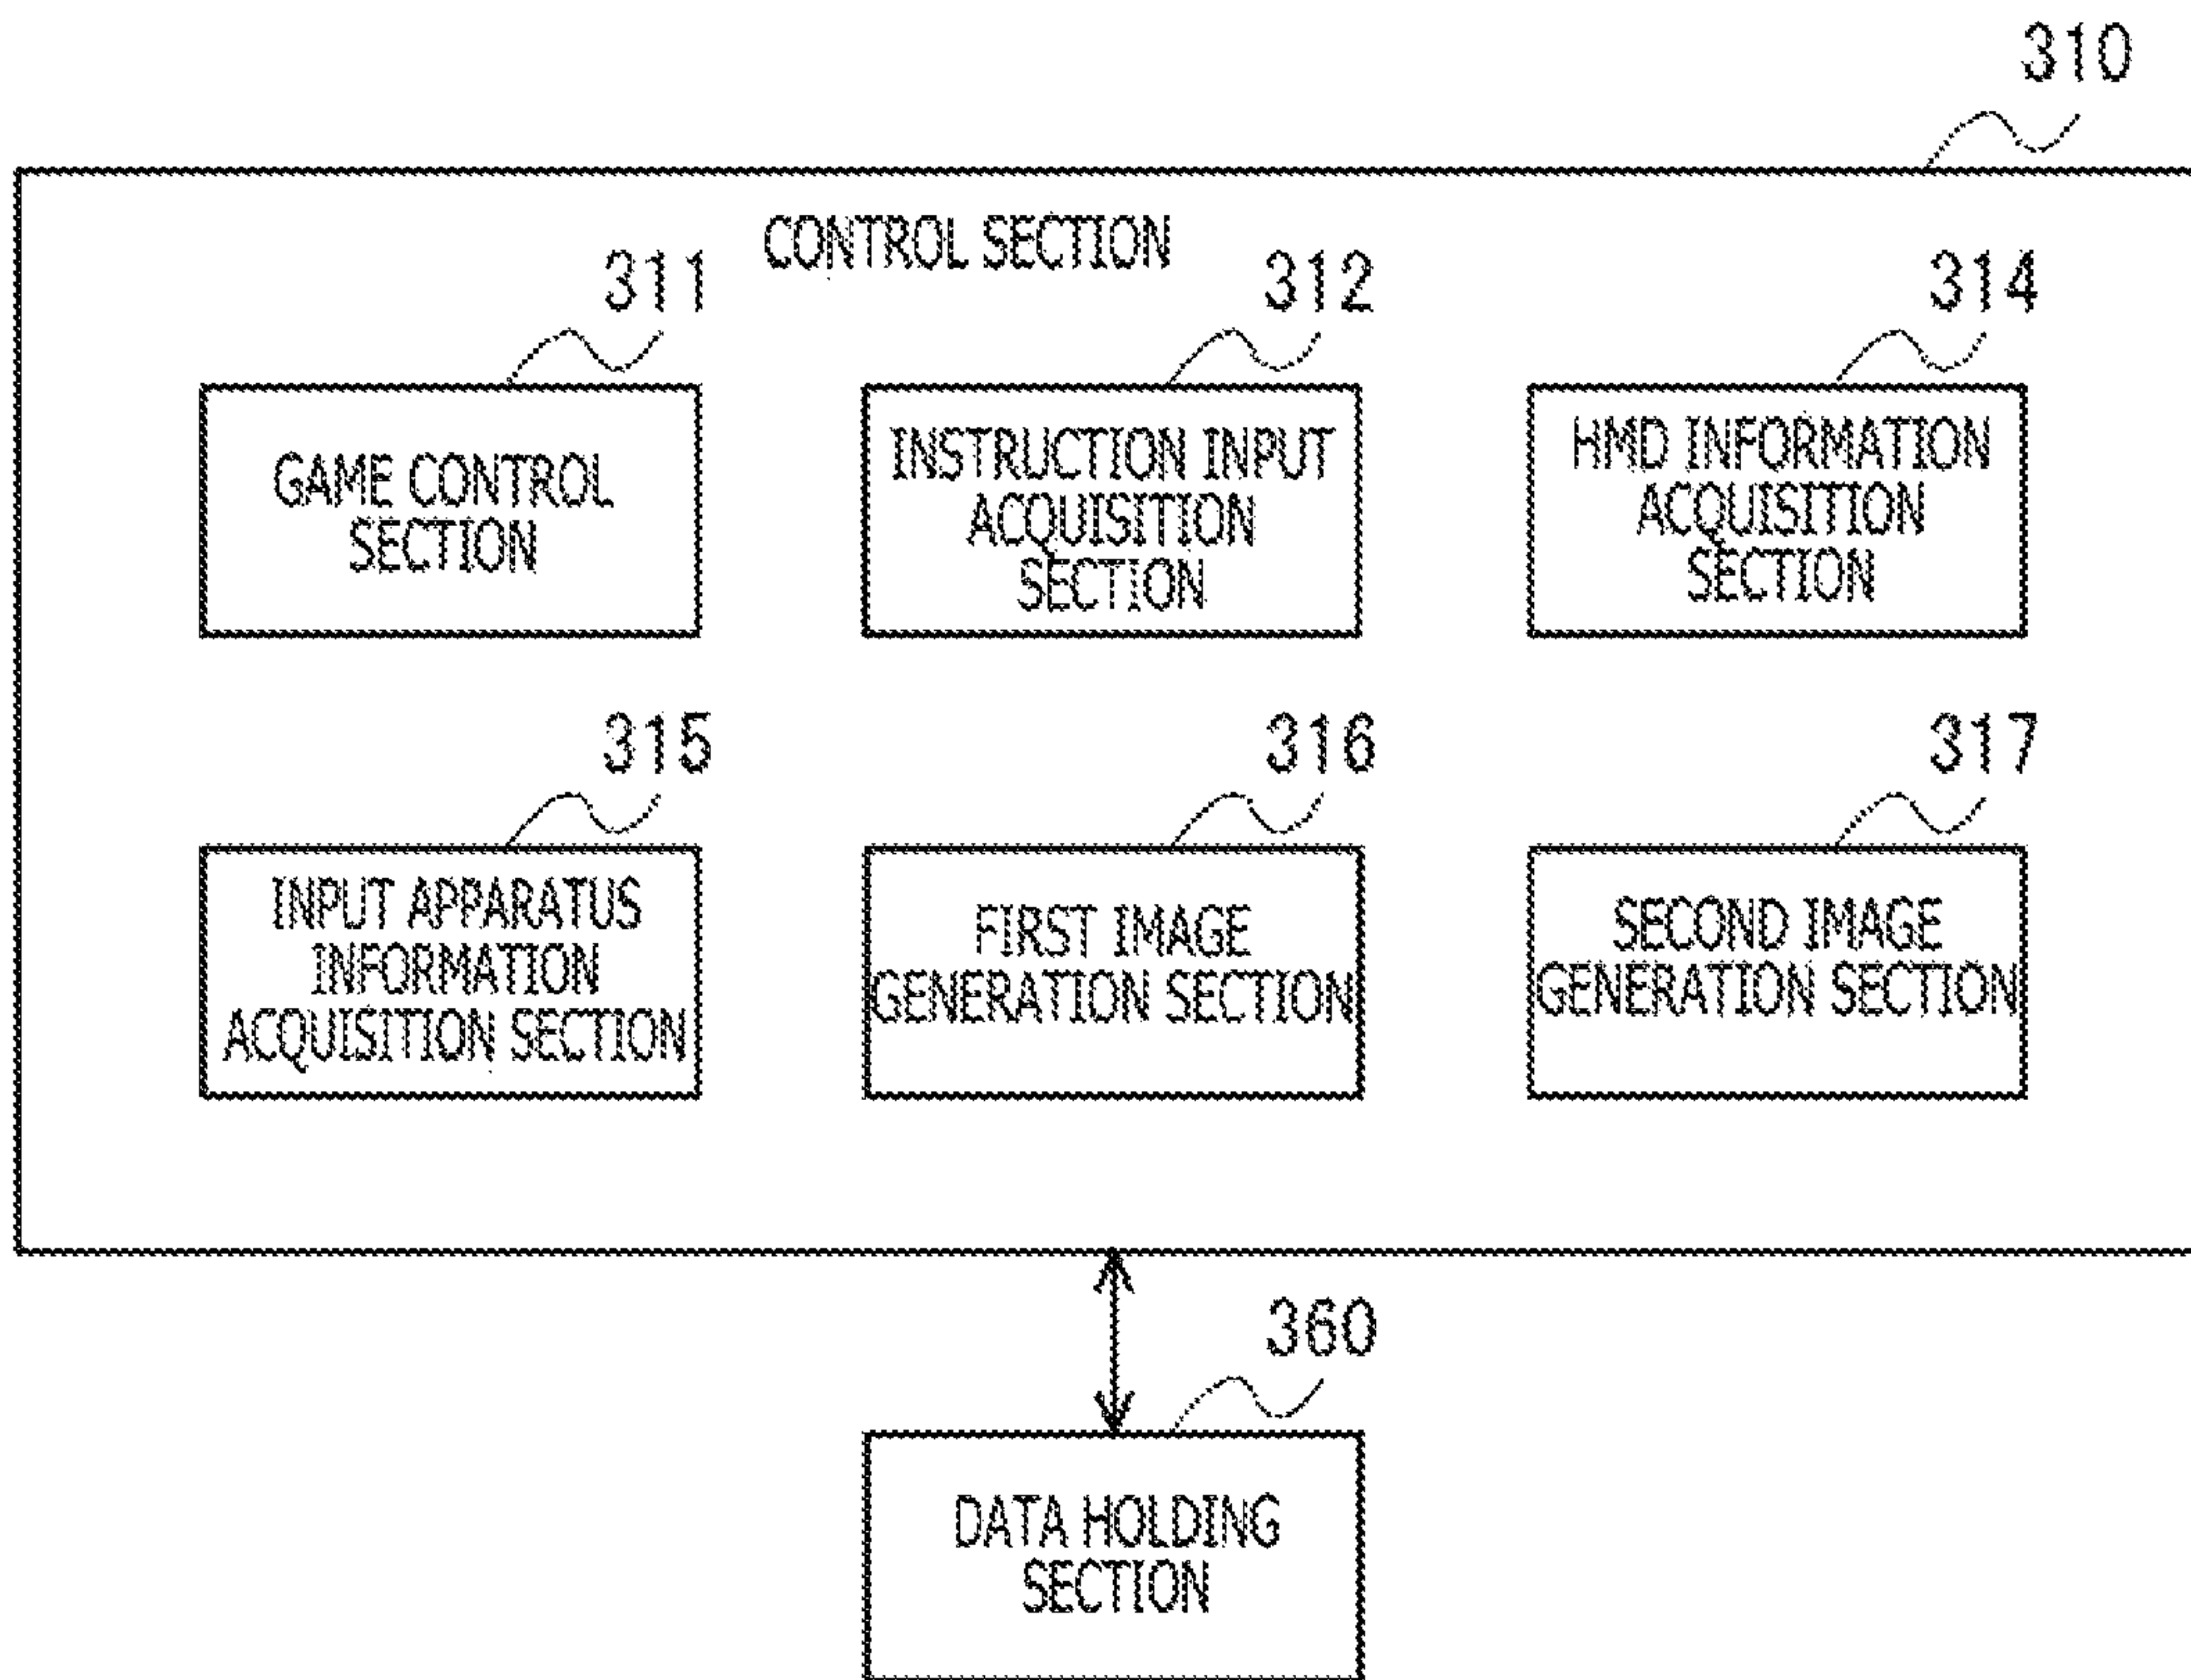 310
CONTROL SECTION
311
GAME CONTROL
SECTION
312
INSTRUCTION INPUT
ACQUISITION
SECTION
314
HMD INFORMATION
ACQUISITION
SECTION
315
INPUT APPARATUS
INFORMATION
ACQUISITION SECTION
316
FIRST IMAGE
GENERATION SECTION
317
SECOND IMAGE
GENERATION SECTION
360
DATA HOLDING
SECTION